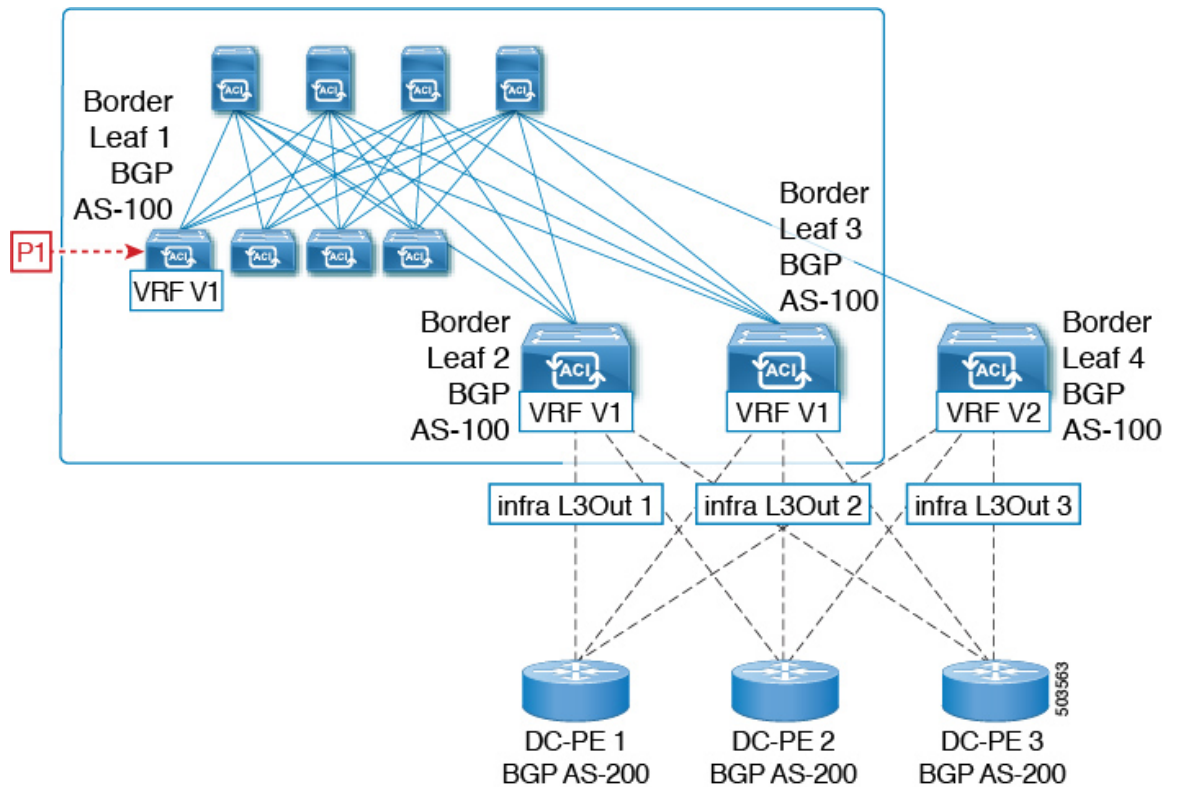 ACI
ACI
ACI
ACI
Border
Leaf 1
BGP
AS-100
P1
ACI
ACI
ACI
ACI
VRF V1
Border
Leaf 3
BGP
AS-100
Border
Leaf 2
BGP
AS-100
ACI
VRF V1
ACI
VRF V1
ACI
VRF V2
Border
Leaf 4
BGP
AS-100
infra L3Out 1
infra L3Out 2
infra L3Out 3
DC-PE 1
BGP AS-200
DC-PE 2
BGP AS-200
DC-PE 3
BGP AS-200
503563